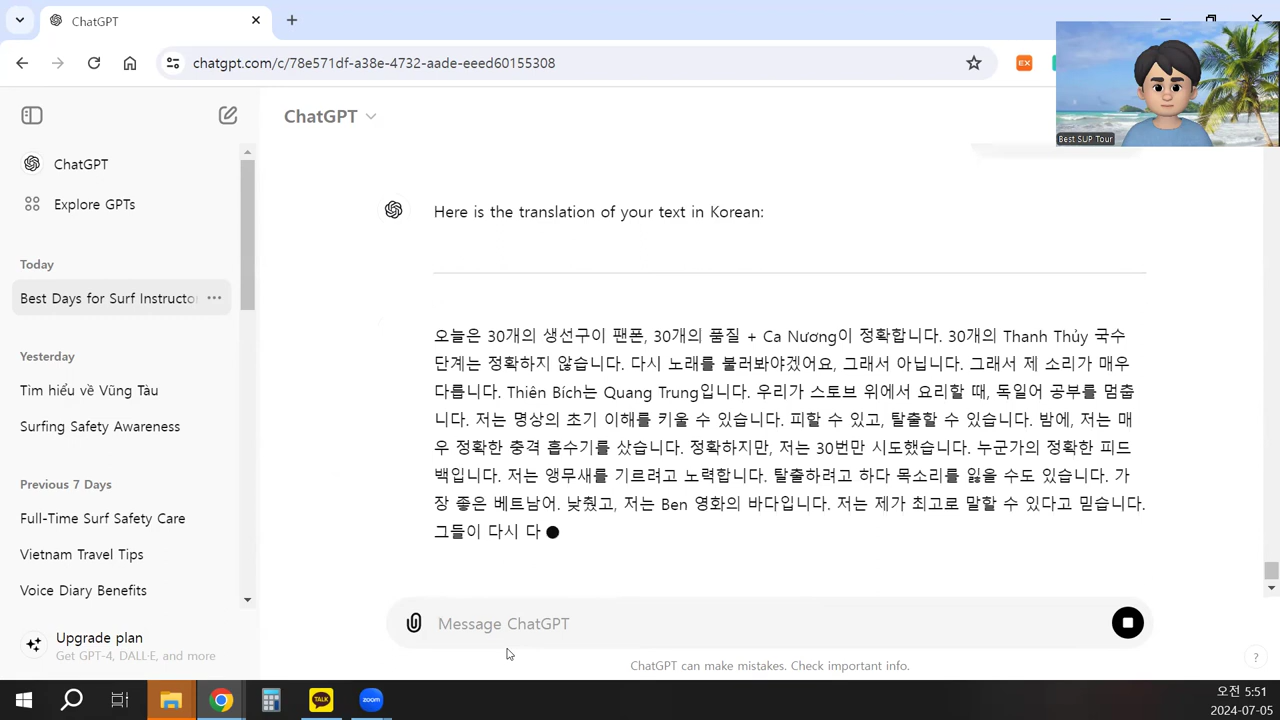 ChatGPT
chatgpt.com/c/78e571df-a38e-4732-aade-eeed60155308
EX
Best SUP Tour
ChatGPT
ChatGPT
Explore GPTs
Today
Best Days for Surf Instructor
Yesterday
Tìm hiểu về Vũng Tàu
Surfing Safety Awareness
Previous 7 Days
Full-Time Surf Safety Care
Vietnam Travel Tips
Voice Diary Benefits
Upgrade plan
Get GPT-4, DALL·E, and more
Here is the translation of your text in Korean:
오늘은 30개의 생선구이 팬폰, 30개의 품질 + Ca Nương이 정확합니다. 30개의 Thanh Thủy 국수
단계는 정확하지 않습니다. 다시 노래를 불러봐야겠어요, 그래서 아닙니다. 그래서 제 소리가 매우
다릅니다. Thiên Bích는 Quang Trung입니다. 우리가 스토브 위에서 요리할 때, 독일어 공부를 멈춥
니다. 저는 명상의 초기 이해를 키울 수 있습니다. 피할 수 있고, 탈출할 수 있습니다. 밤에, 저는 매
우 정확한 충격 흡수기를 샀습니다. 정확하지만, 저는 30번만 시도했습니다. 누군가의 정확한 피드
백입니다. 저는 앵무새를 기르려고 노력합니다. 탈출하려고 하다 목소리를 잃을 수도 있습니다. 가
장 좋은 베트남어. 낮췄고, 저는 Ben 영화의 바다입니다. 저는 제가 최고로 말할 수 있다고 믿습니다.
그들이 다시 다
Message ChatGPT
ChatGPT can make mistakes. Check important info.
?
TALK
zoom
오전 5:51
2024-07-05